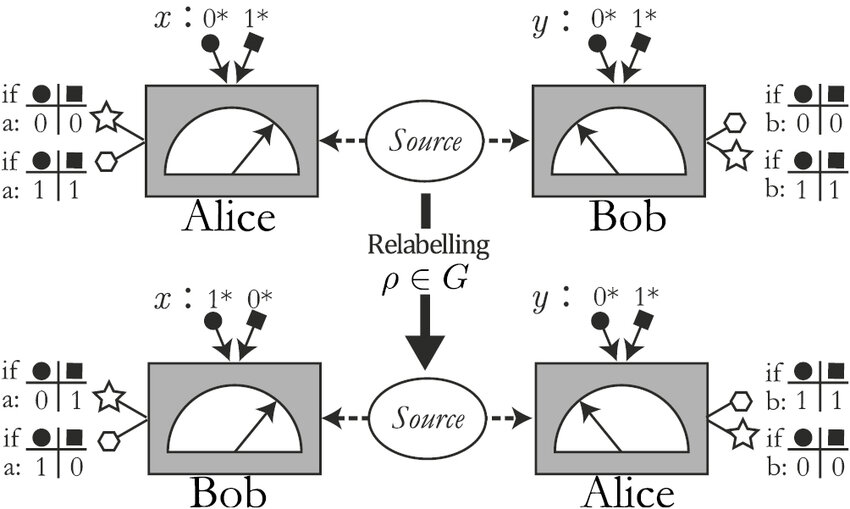 x : 0* 1*
y : 0* 1*
if
a: 0 0
if
a: 1 1
Source
if
b: 0 0
if
b: 1 1
Alice
Bob
Relabelling
ρ ∈ G
x : 1* 0*
y : 0* 1*
if
a: 0 1
if
a: 1 0
Source
if
b: 1 1
if
b: 0 0
Bob
Alice